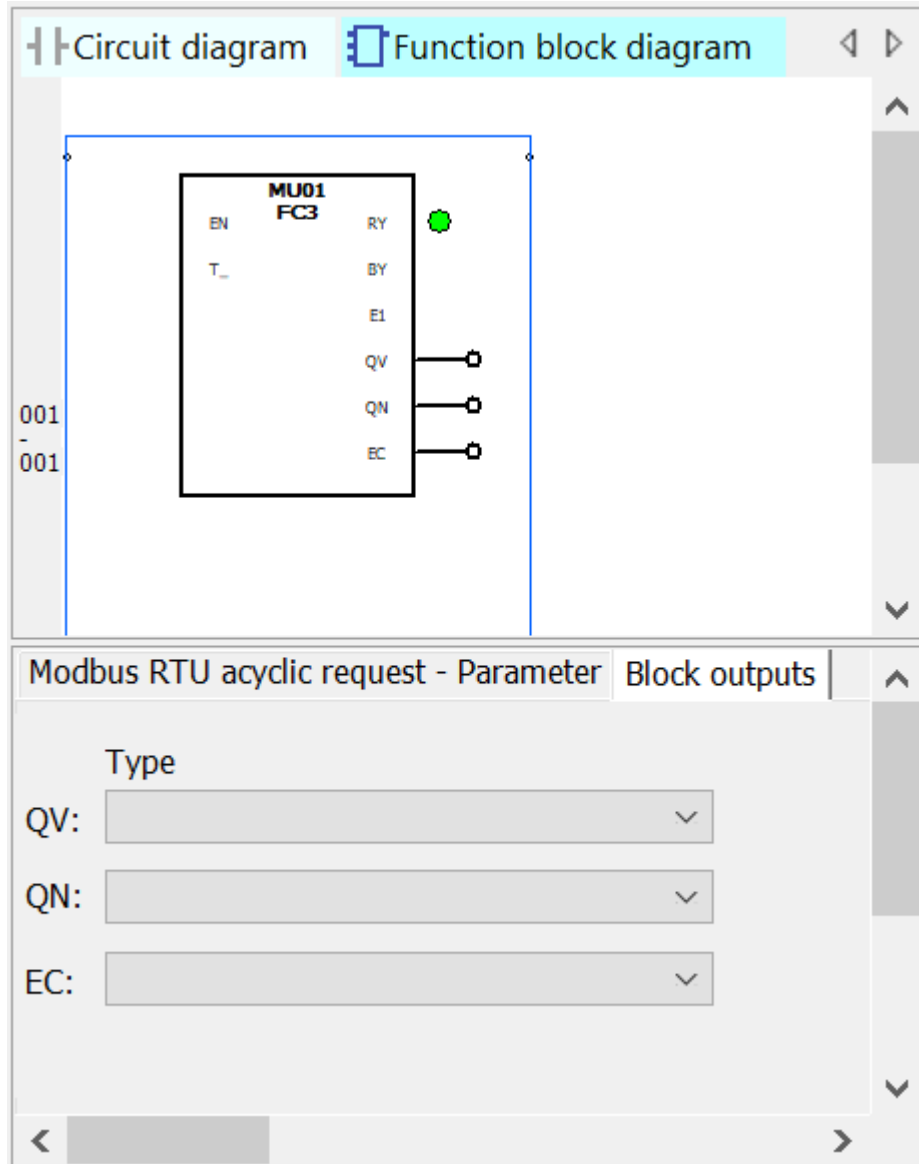 Circuit diagram Function block diagram
MU01
FC3
EN RY
T_ BY
E1
QV
001 QN
-
001 EC
Modbus RTU acyclic request - Parameter Block outputs
Type
QV:
QN:
EC: